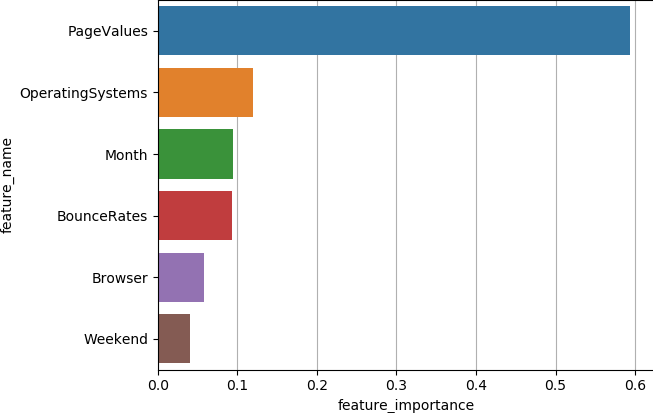 PageValues
OperatingSystems
Month
BounceRates
Browser
Weekend
feature_name
0.0 0.1 0.2 0.3 0.4 0.5 0.6
feature_importance